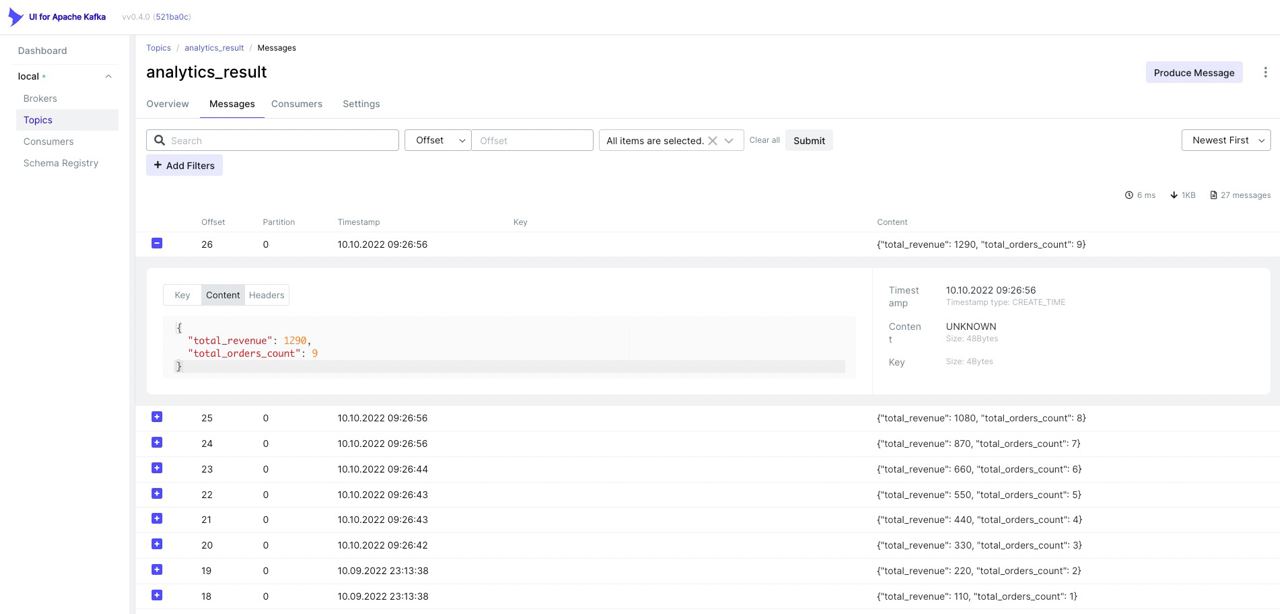 UI for Apache Kafka vv0.4.0 (521ba0c)
Dashboard
local
Brokers
Topics
Consumers
Schema Registry
Topics / analytics_result / Messages
analytics_result
Produce Message
Overview Messages Consumers Settings
Search Offset Offset All items are selected. Clear all Submit Newest First
+ Add Filters
6 ms 1KB 27 messages
Offset Partition Timestamp Key Content
26 0 10.10.2022 09:26:56 {"total_revenue": 1290, "total_orders_count": 9}
Key Content Headers
{
"total_revenue": 1290,
"total_orders_count": 9
}
Timest
amp
10.10.2022 09:26:56
Timestamp type: CREATE_TIME
Conten
t
UNKNOWN
Size: 48Bytes
Key Size: 4Bytes
25 0 10.10.2022 09:26:56 {"total_revenue": 1080, "total_orders_count": 8}
24 0 10.10.2022 09:26:56 {"total_revenue": 870, "total_orders_count": 7}
23 0 10.10.2022 09:26:44 {"total_revenue": 660, "total_orders_count": 6}
22 0 10.10.2022 09:26:43 {"total_revenue": 550, "total_orders_count": 5}
21 0 10.10.2022 09:26:43 {"total_revenue": 440, "total_orders_count": 4}
20 0 10.10.2022 09:26:42 {"total_revenue": 330, "total_orders_count": 3}
19 0 10.09.2022 23:13:38 {"total_revenue": 220, "total_orders_count": 2}
18 0 10.09.2022 23:13:38 {"total_revenue": 110, "total_orders_count": 1}